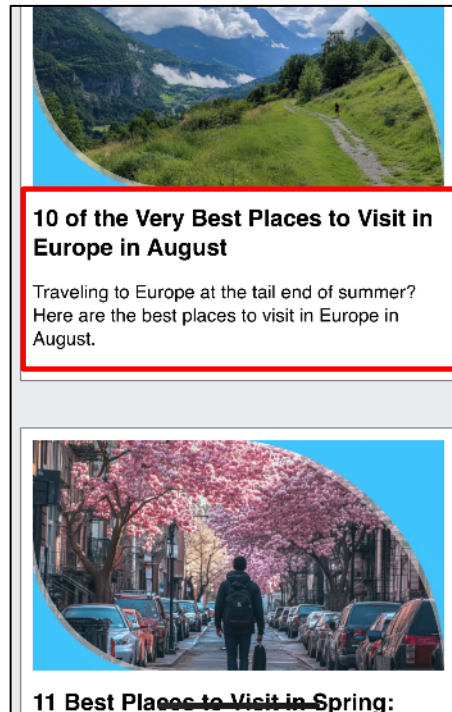 10 of the Very Best Places to Visit in
Europe in August
Traveling to Europe at the tail end of summer?
Here are the best places to visit in Europe in
August.
11 Best Places to Visit in Spring: